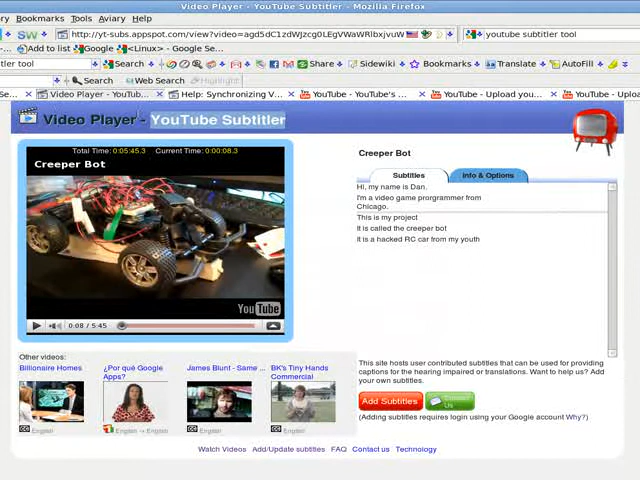 Video Player - YouTube Subtitler - Mozilla Firefox
Bookmarks Tools Aviary Help
http://yt-subs.appspot.com/view?video=agd5dC1zdWJzcg0LEgVWaWRlbxjvuW
youtube subtitler tool
Add to list Google <Linux> - Google Se...
tler tool Search Share Sidewiki Bookmarks Translate AutoFill
Search Web Search Highlight
Se... Video Player - YouTub... Help: Synchronizing V... YouTube - YouTube's ... YouTube - Upload you... YouTube - Uploa
Video Player - YouTube Subtitler
Total Time: 0:05:45.3 Current Time: 0:00:08.3
Creeper Bot
YouTube
0:08 / 5:45
Creeper Bot
Subtitles Info & Options
Hi, my name is Dan.
I'm a video game prorgrammer from
Chicago.
This is my project
It is called the creeper bot
It is a hacked RC car from my youth
This site hosts user contributed subtitles that can be used for providing
captions for the hearing impaired or translations. Want to help us? Add
your own subtitles.
Add Subtitles Contact
Us
(Adding subtitles requires login using your Google account Why?)
Other videos:
Billionaire Homes
English
¿Por qué Google
Apps?
English → English
James Blunt - Same ...
English
BK's Tiny Hands
Commercial
English
Watch Videos Add/Update subtitles FAQ Contact us Technology